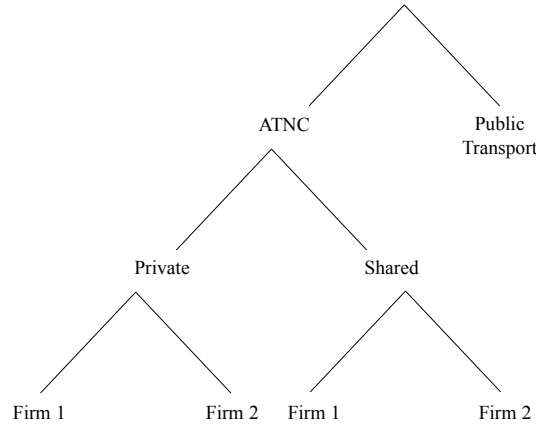 ATNC
Public
Transport
Private
Shared
Firm 1
Firm 2
Firm 1
Firm 2